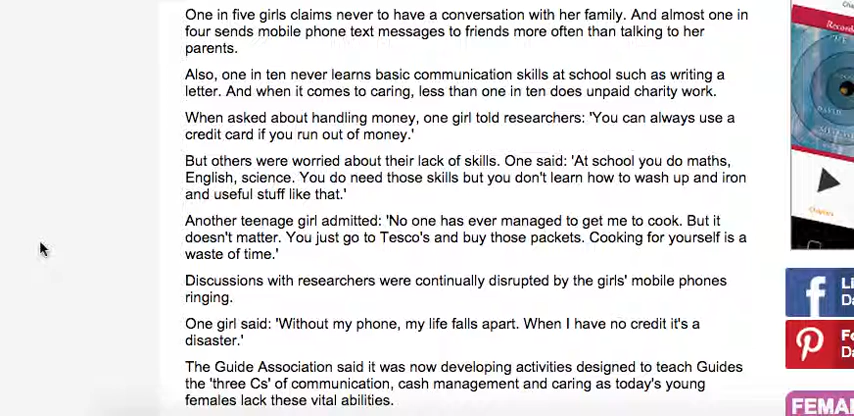 One in five girls claims never to have a conversation with her family. And almost one in
four sends mobile phone text messages to friends more often than talking to her
parents.
Also, one in ten never learns basic communication skills at school such as writing a
letter. And when it comes to caring, less than one in ten does unpaid charity work.
When asked about handling money, one girl told researchers: 'You can always use a
credit card if you run out of money.'
But others were worried about their lack of skills. One said: 'At school you do maths,
English, science. You do need those skills but you don't learn how to wash up and iron
and useful stuff like that.'
Another teenage girl admitted: 'No one has ever managed to get me to cook. But it
doesn't matter. You just go to Tesco's and buy those packets. Cooking for yourself is a
waste of time.'
Discussions with researchers were continually disrupted by the girls' mobile phones
ringing.
One girl said: 'Without my phone, my life falls apart. When I have no credit it's a
disaster.'
The Guide Association said it was now developing activities designed to teach Guides
the 'three Cs' of communication, cash management and caring as today's young
females lack these vital abilities.
f Li
Da
Fo
Da
FEMA